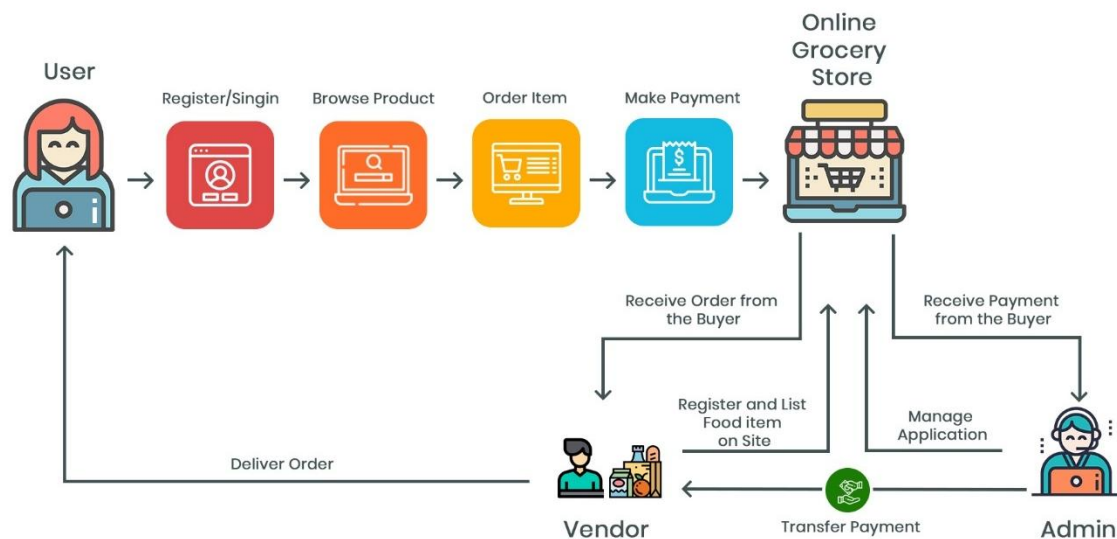 Online
Grocery
Store
User
Register/Singin
Browse Product
Order Item
Make Payment
$
i
Receive Order from
the Buyer
Receive Payment
from the Buyer
Register and List
Food item
on Site
Manage
Application
Deliver Order
i
Vendor
Transfer Payment
Admin